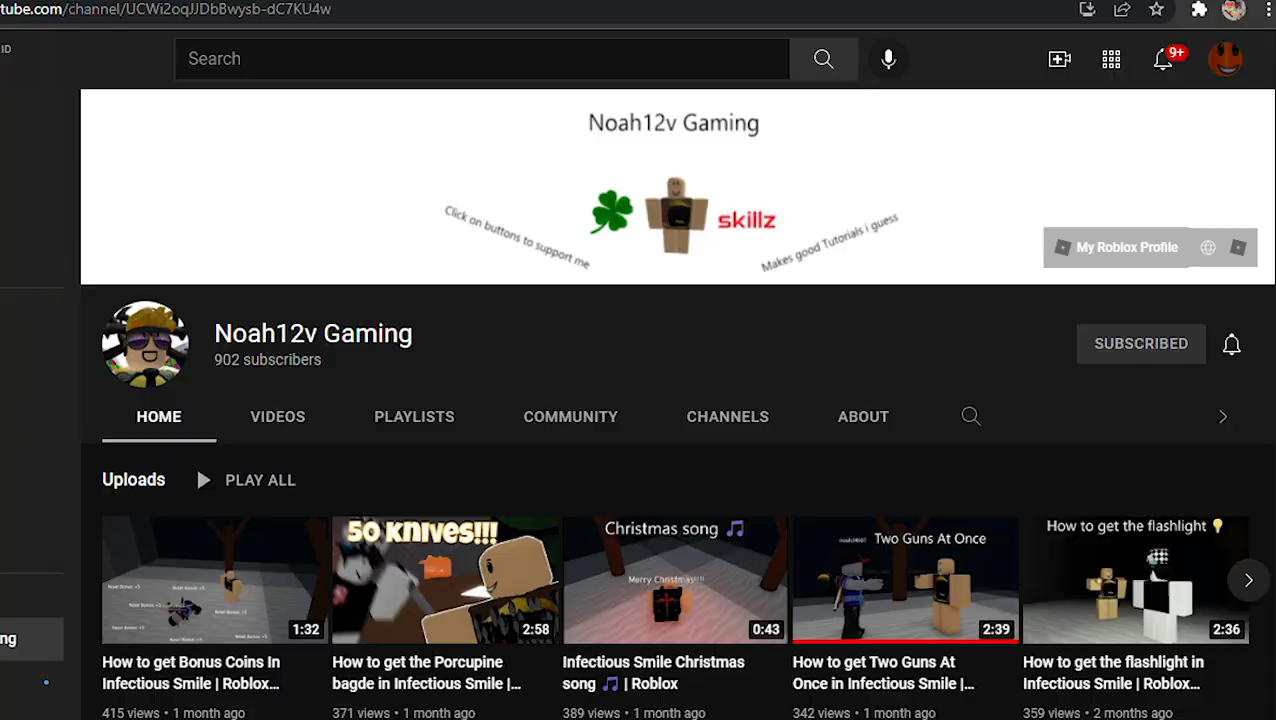 tube.com/channel/UCWi2oqJJDbBwysb-dC7KU4w
ID
Search
9+
Noah12v Gaming
Click on buttons to support me
skillz
Makes good Tutorials i guess
My Roblox Profile
Noah12v Gaming
902 subscribers
SUBSCRIBED
HOME VIDEOS PLAYLISTS COMMUNITY CHANNELS ABOUT
Uploads PLAY ALL
1:32
50 KNIVES!!!
2:58
Christmas song 🎵
Merry Christmas!!!!
0:43
Two Guns At Once
2:39
How to get the flashlight 💡
2:36
ng
How to get Bonus Coins In
Infectious Smile | Roblox...
415 views • 1 month ago
How to get the Porcupine
bagde in Infectious Smile |...
371 views • 1 month ago
Infectious Smile Christmas
song 🎵 | Roblox
389 views • 1 month ago
How to get Two Guns At
Once in Infectious Smile |...
342 views • 1 month ago
How to get the flashlight in
Infectious Smile | Roblox...
359 views • 2 months ago